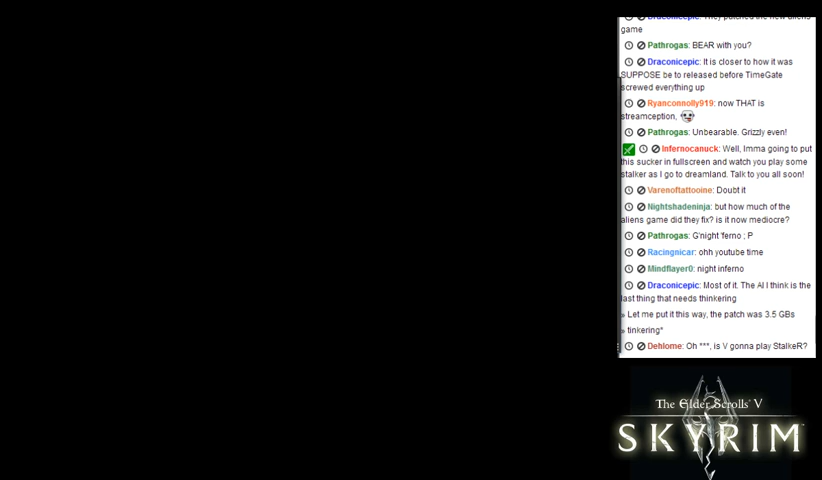 Draconicepic: They patched the new aliens
game
Pathrogas: BEAR with you?
Draconicepic: It is closer to how it was
SUPPOSE be to released before TimeGate
screwed everything up
Ryanconnolly919: now THAT is
streamception,
Pathrogas: Unbearable. Grizzly even!
Infernocanuck: Well, Imma going to put
this sucker in fullscreen and watch you play some
stalker as I go to dreamland. Talk to you all soon!
Varenoftattooine: Doubt it
Nightshadeninja: but how much of the
aliens game did they fix? is it now mediocre?
Pathrogas: G'night 'ferno ; P
Racingnicar: ohh youtube time
Mindflayer0: night inferno
Draconicepic: Most of it. The AI I think is the
last thing that needs thinkering
» Let me put it this way, the patch was 3.5 GBs
» tinkering*
Dehlome: Oh ***, is V gonna play StalkeR?
The Elder Scrolls V
SKYRIM